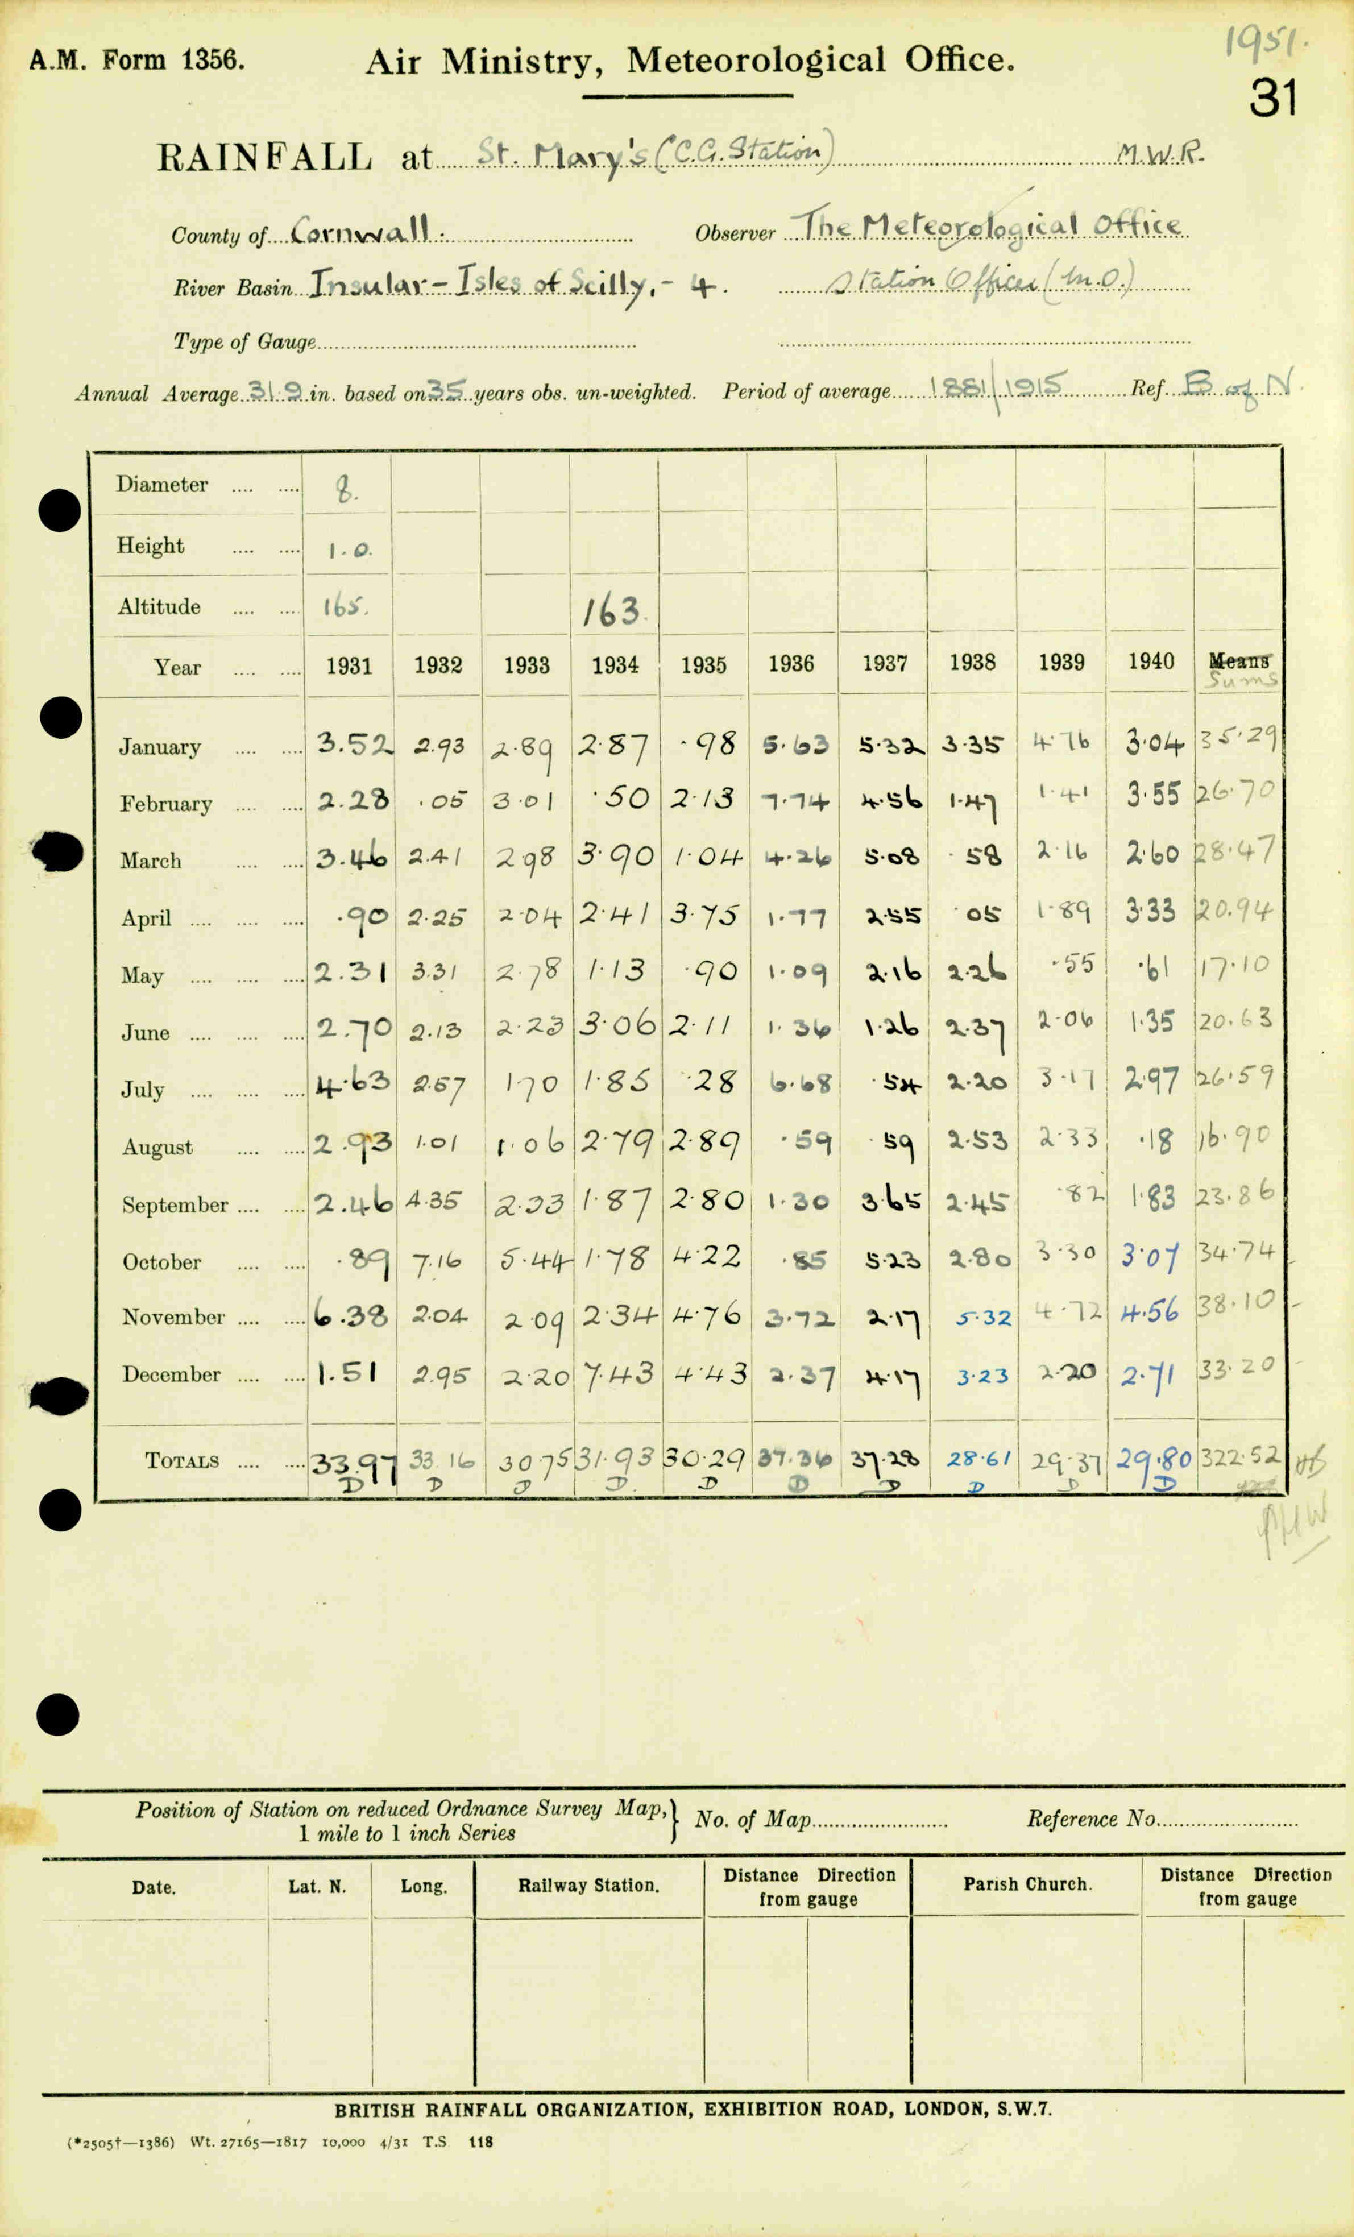 1951.
A.M. Form 1356. Air Ministry, Meteorological Office.
31
RAINFALL at St. Mary's (C.G. Station) M.W.R.
County of Cornwall. Observer The Meteorological Office
River Basin Insular - Isles of Scilly. - 4. Station Officer (M.O.)
Type of Gauge
Annual Average 31.9 in. based on 35 years obs. un-weighted. Period of average 1881/1915 Ref. B of N.
Diameter 8.
Height 1.0.
Altitude 165. 163.
Year 1931 1932 1933 1934 1935 1936 1937 1938 1939 1940 Means
Sums
January 3.52 2.93 2.89 2.87 .98 5.63 5.32 3.35 4.76 3.04 35.29
February 2.28 .05 3.01 .50 2.13 7.74 4.56 1.47 1.41 3.55 26.70
March 3.46 2.41 2.98 3.90 1.04 4.26 5.08 .58 2.16 2.60 28.47
April .90 2.25 2.04 2.41 3.75 1.77 2.55 .05 1.89 3.33 20.94
May 2.31 3.31 2.78 1.13 .90 1.09 2.16 2.26 .55 .61 17.10
June 2.70 2.13 2.23 3.06 2.11 1.36 1.26 2.37 2.06 1.35 20.63
July 4.63 2.57 1.70 1.85 .28 6.68 .54 2.20 3.17 2.97 26.59
August 2.93 1.01 1.06 2.79 2.89 .59 .59 2.53 2.33 .18 16.90
September 2.46 4.35 2.33 1.87 2.80 1.30 3.65 2.45 .82 1.83 23.86
October .89 7.16 5.44 1.78 4.22 .85 5.23 2.80 3.30 3.07 34.74
November 6.38 2.04 2.09 2.34 4.76 3.72 2.17 5.32 4.72 4.56 38.10
December 1.51 2.95 2.20 7.43 4.43 2.37 4.17 3.23 2.20 2.71 33.20
TOTALS 33.97 33.16 30.75 31.93 30.29 37.36 37.28 28.61 29.37 29.80 322.52
D D D D. D D D D D D
Position of Station on reduced Ordnance Survey Map,} No. of Map Reference No.
1 mile to 1 inch Series
Date. Lat. N. Long. Railway Station. Distance Direction from gauge Parish Church. Distance Direction from gauge
BRITISH RAINFALL ORGANIZATION, EXHIBITION ROAD, LONDON, S.W.7.
(*2505†—1386) Wt. 27165—1817 10,000 4/31 T.S 118